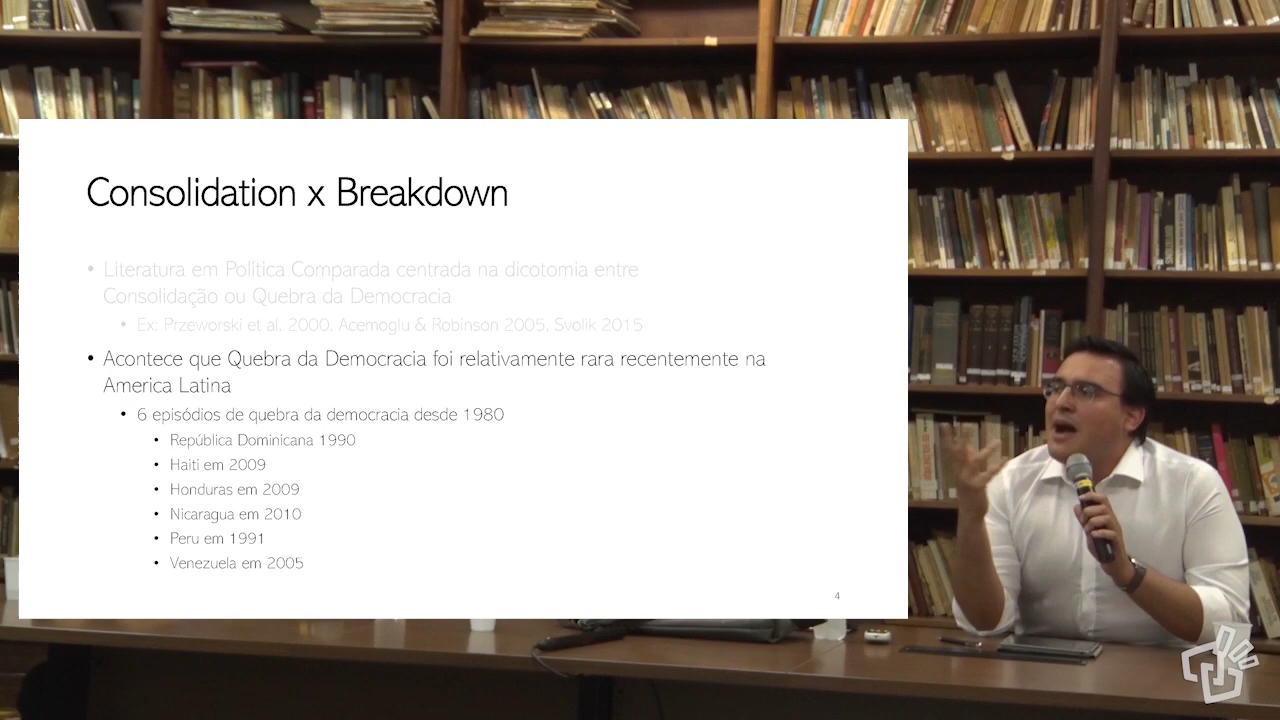 Consolidation x Breakdown
• Literatura em Política Comparada centrada na dicotomia entre
Consolidação ou Quebra da Democracia
• Ex: Przeworski et al. 2000, Acemoglu & Robinson 2005, Svolik 2015
• Acontece que Quebra da Democracia foi relativamente rara recentemente na
America Latina
• 6 episódios de quebra da democracia desde 1980
• República Dominicana 1990
• Haiti em 2009
• Honduras em 2009
• Nicaragua em 2010
• Peru em 1991
• Venezuela em 2005
4